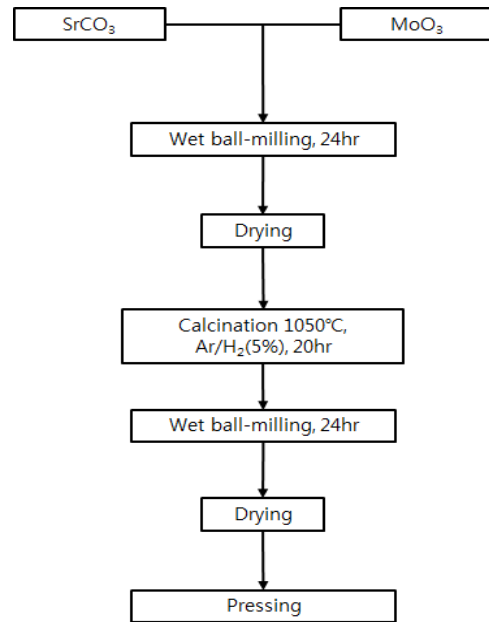 SrCO₃
MoO₃
Wet ball-milling, 24hr
Drying
Calcination 1050℃,
Ar/H₂(5%), 20hr
Wet ball-milling, 24hr
Drying
Pressing